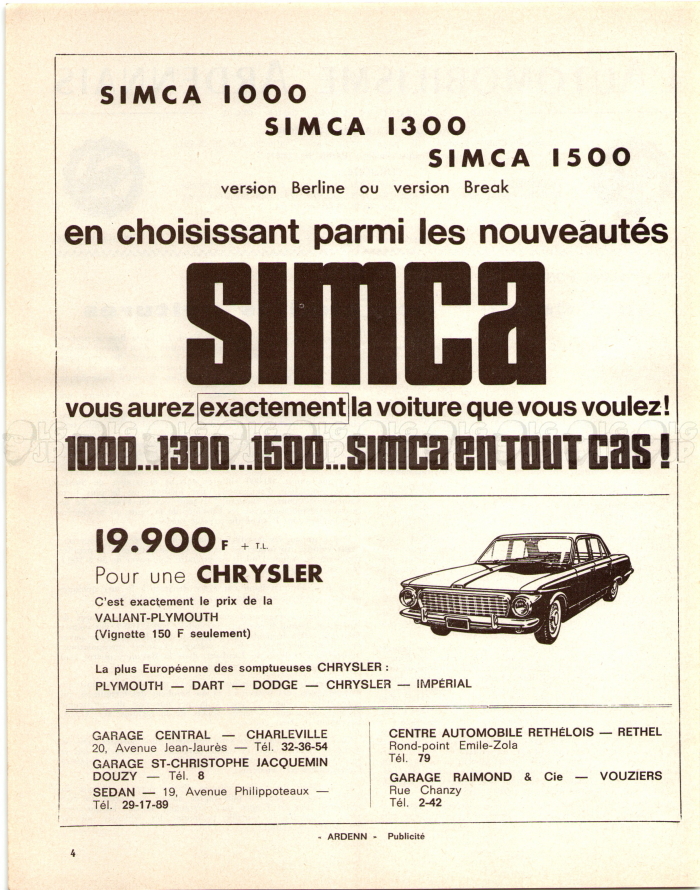 SIMCA 1000
SIMCA 1300
SIMCA 1500
version Berline ou version Break
en choisissant parmi les nouveautés
simca
vous aurez exactement la voiture que vous voulez!
1000...1300...1500...simca en tout cas !
19.900 F + T.L.
Pour une CHRYSLER
C'est exactement le prix de la
VALIANT-PLYMOUTH
(Vignette 150 F seulement)
La plus Européenne des somptueuses CHRYSLER :
PLYMOUTH — DART — DODGE — CHRYSLER — IMPÉRIAL
GARAGE CENTRAL — CHARLEVILLE
20, Avenue Jean-Jaurès — Tél. 32-36-54
GARAGE ST-CHRISTOPHE JACQUEMIN
DOUZY — Tél. 8
SEDAN — 19, Avenue Philippoteaux —
Tél. 29-17-89
CENTRE AUTOMOBILE RETHÉLOIS — RETHEL
Rond-point Emile-Zola
Tél. 79
GARAGE RAIMOND & Cie — VOUZIERS
Rue Chanzy
Tél. 2-42
- ARDENN - Publicité
4